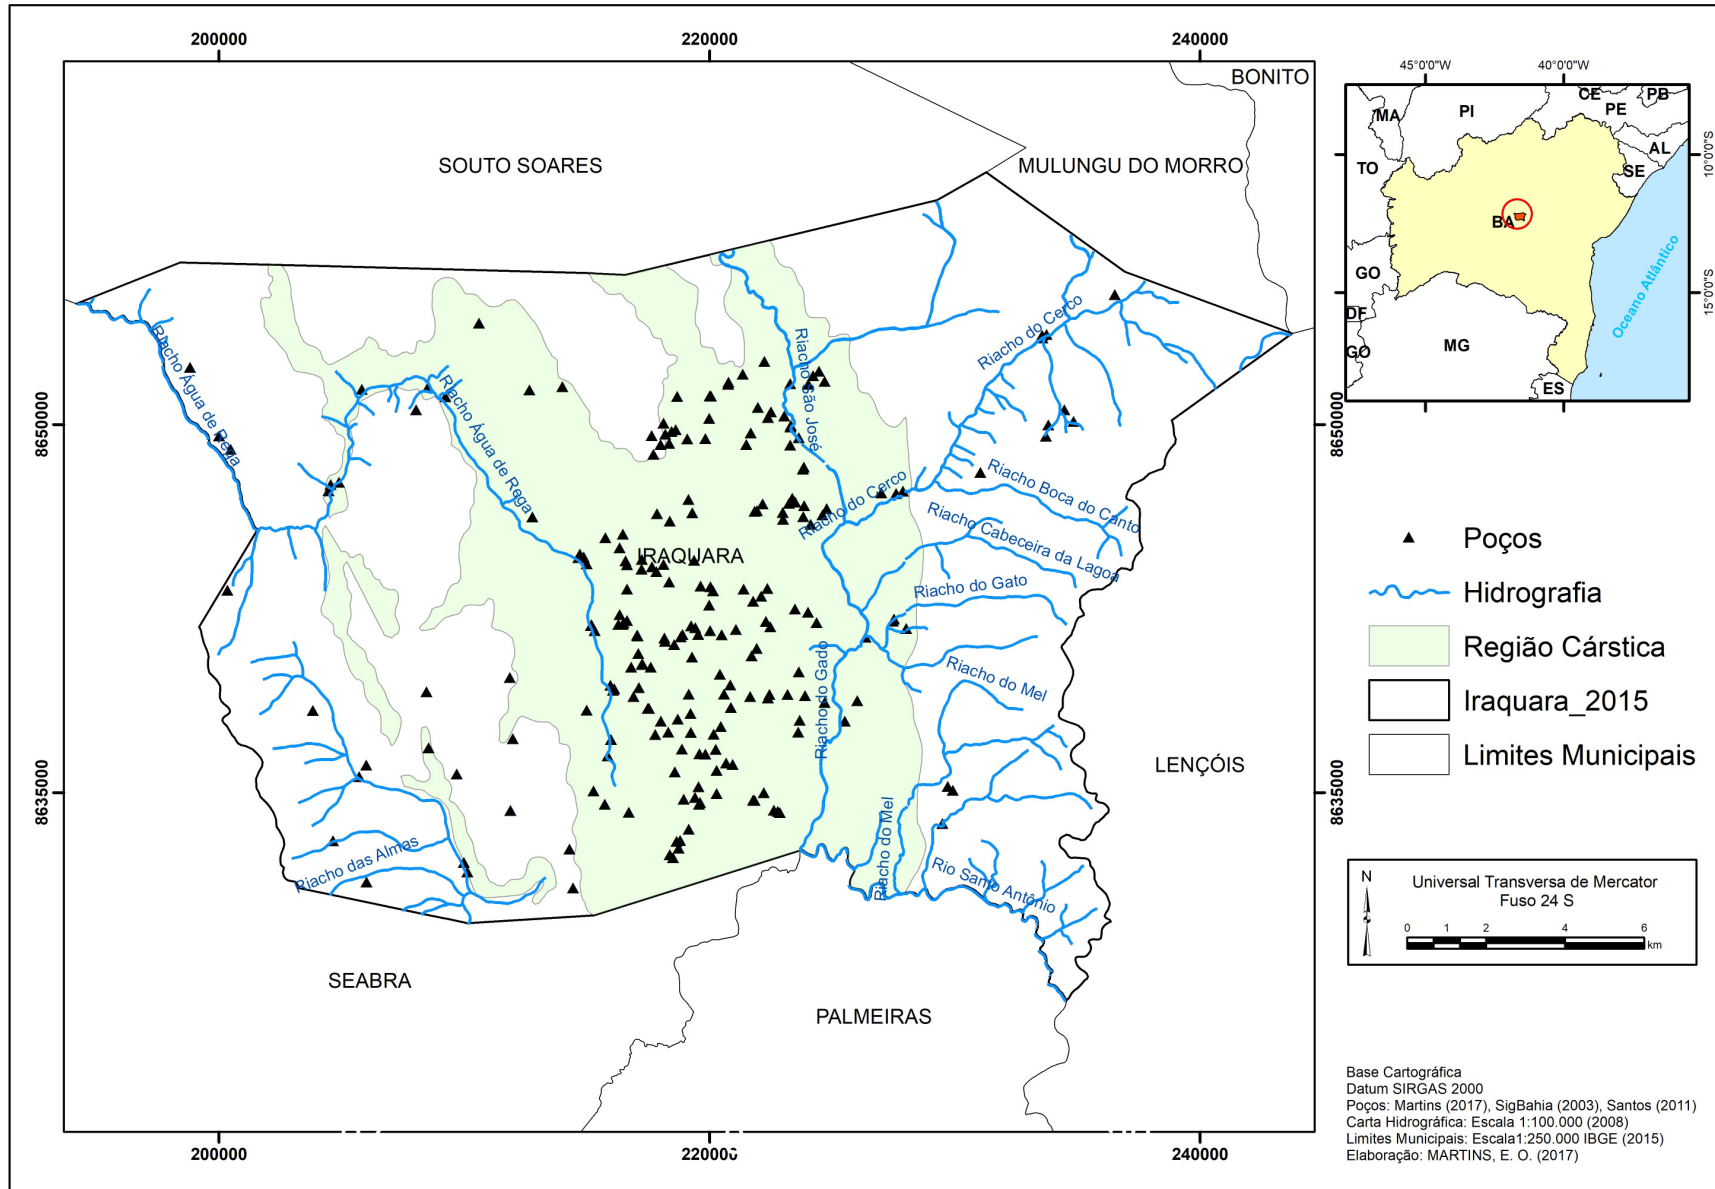 200000
220000
240000
BONITO
SOUTO SOARES
MULUNGU DO MORRO
Riacho do Cerco
Riacho Água de Rega
Riacho São José
Riacho Água de Rega
8650000
8650000
Riacho Boca do Canto
Riacho do Cerco
Riacho Cabeceira da Lagoa
IRAQUARA
Riacho do Gato
Riacho do Gado
Riacho do Mel
LENÇÓIS
8635000
8635000
Riacho do Mel
Riacho das Almas
Rio Santo Antônio
SEABRA
PALMEIRAS
200000
220000
240000
45°0'0"W
40°0'0"W
MA
PI
CE
PB
PE
AL
TO
SE
10°0'0"S
BA
GO
15°0'0"S
DF
GO
MG
ES
Oceano Atlântico
Poços
Hidrografia
Região Cárstica
Iraquara_2015
Limites Municipais
N
Universal Transversa de Mercator
Fuso 24 S
0 1 2 4 6
km
Base Cartográfica
Datum SIRGAS 2000
Poços: Martins (2017), SigBahia (2003), Santos (2011)
Carta Hidrográfica: Escala 1:100.000 (2008)
Limites Municipais: Escala1:250.000 IBGE (2015)
Elaboração: MARTINS, E. O. (2017)